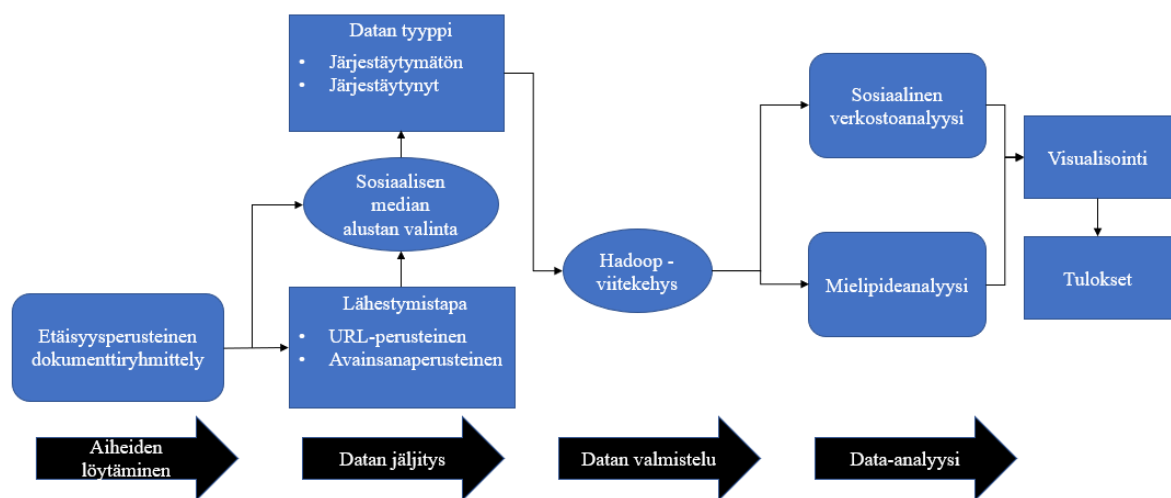 Datan tyyppi
• Järjestäytymätön
• Järjestäytynyt
Sosiaalisen
median
alustan valinta
Lähestymistapa
• URL-perusteinen
• Avainsanaperusteinen
Etäisyysperusteinen
dokumenttiryhmittely
Hadoop -
viitekehys
Sosiaalinen
verkostoanalyysi
Mielipideanalyysi
Visualisointi
Tulokset
Aiheiden
löytäminen
Datan jäljitys
Datan valmistelu
Data-analyysi